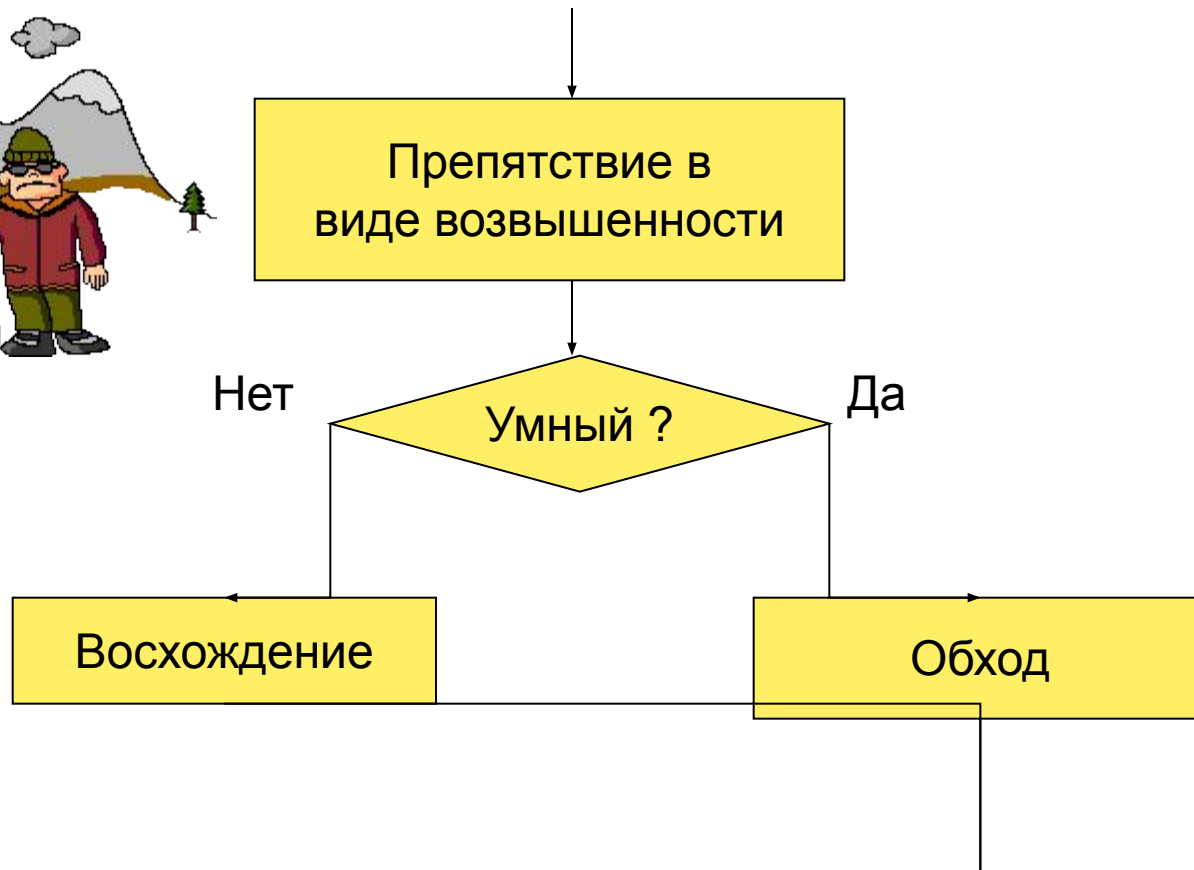 Препятствие в
виде возвышенности
Нет
Умный ?
Да
Восхождение
Обход